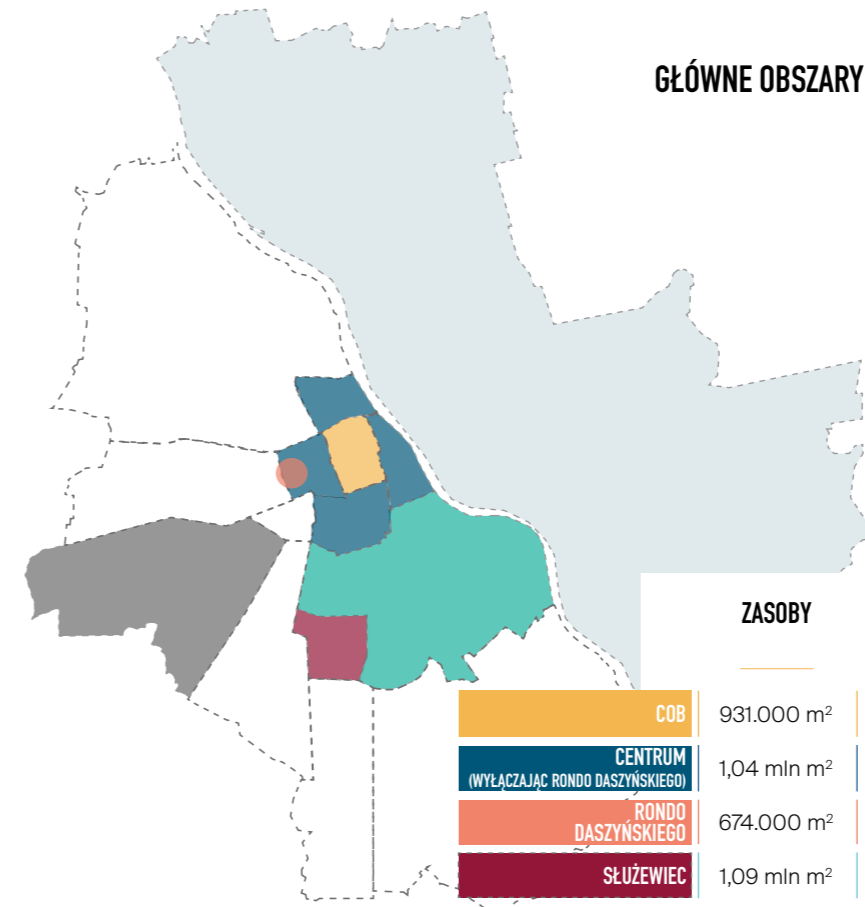 GŁÓWNE OBSZARY
ZASOBY
COB 931.000 m²
CENTRUM
(WYŁĄCZAJĄC RONDO DASZYŃSKIEGO) 1,04 mln m²
RONDO
DASZYŃSKIEGO 674.000 m²
SŁUŻEWIEC 1,09 mln m²